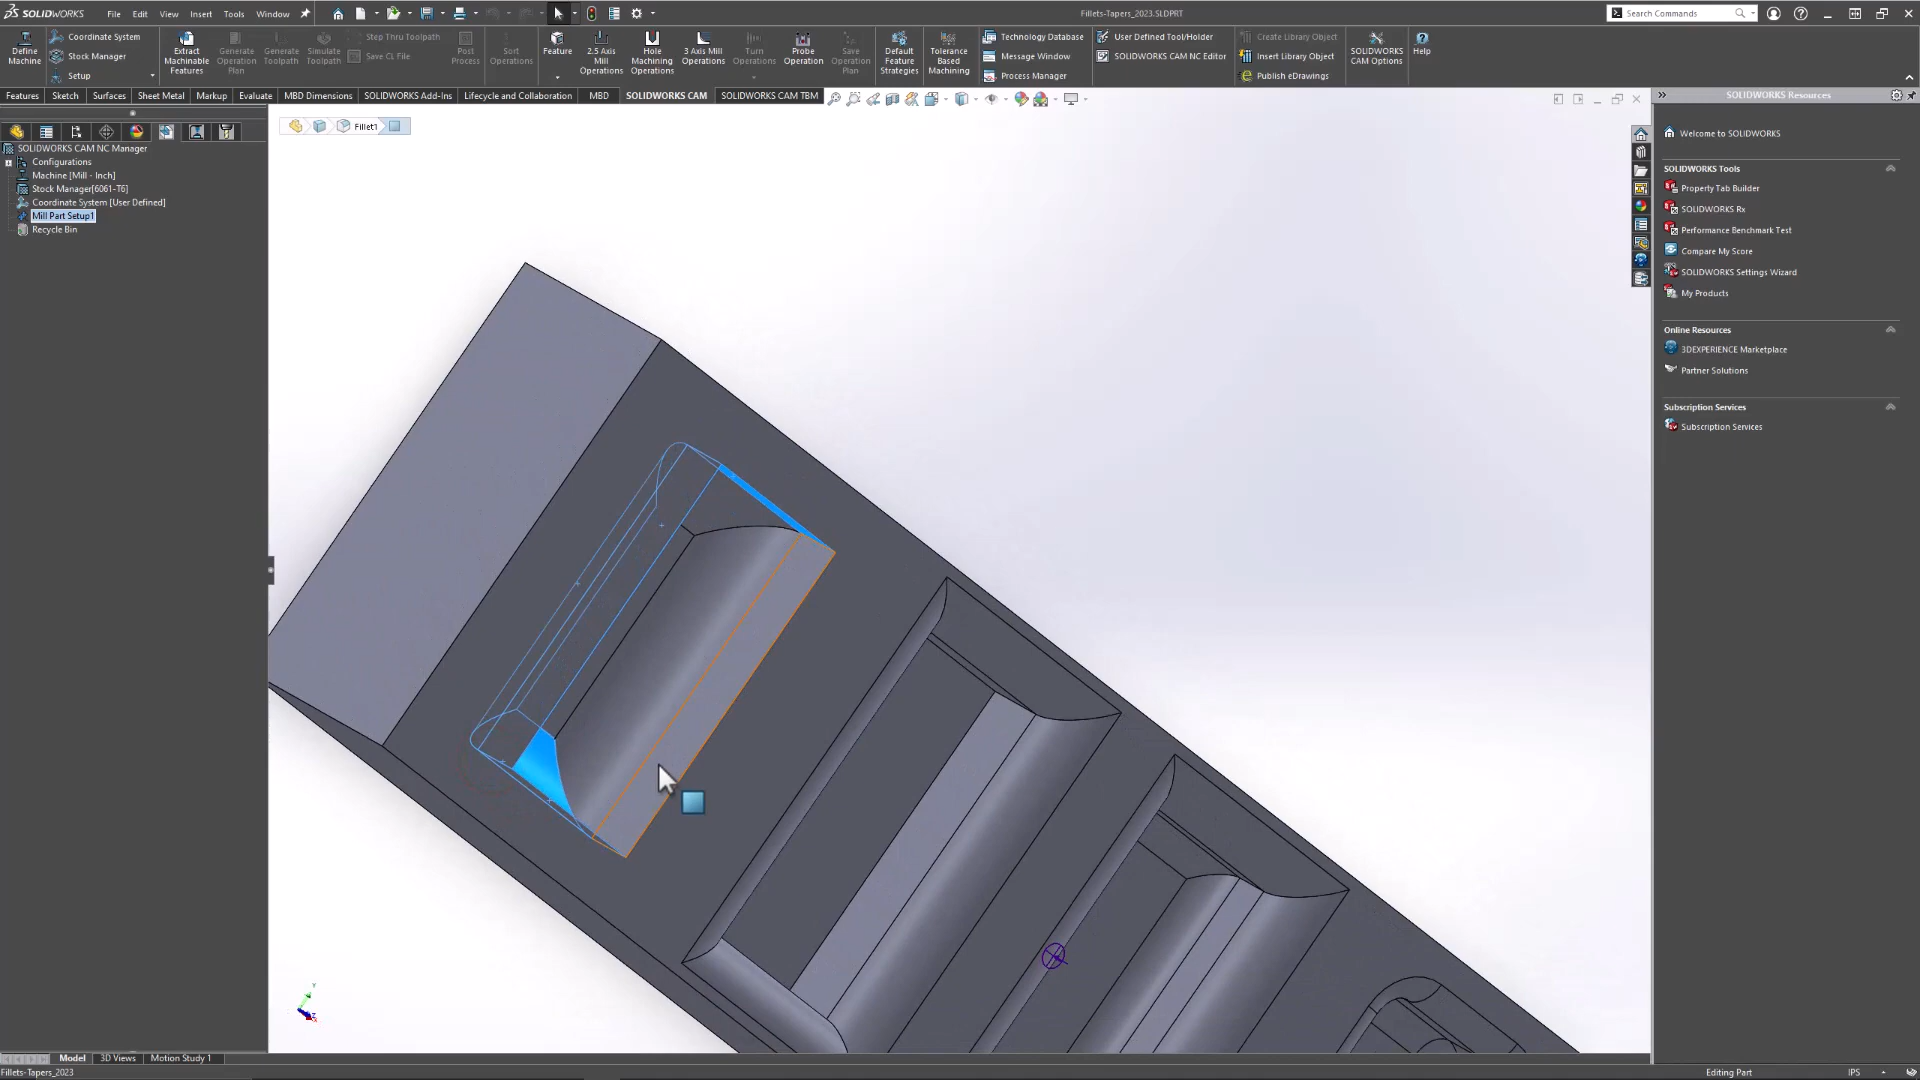 SOLIDWORKS File Edit View Insert Tools Window Fillets-Tapers_2023.SLDPRT Search Commands
Define Machine
Coordinate System
Stock Manager
Setup
Extract Machinable Features
Generate Operation Plan
Generate Toolpath
Simulate Toolpath
Step Thru Toolpath
Save CL File
Post Process
Sort Operations
Feature
2.5 Axis Mill Operations
Hole Machining Operations
3 Axis Mill Operations
Turn Operations
Probe Operation
Save Operation Plan
Default Feature Strategies
Tolerance Based Machining
Technology Database
Message Window
Process Manager
User Defined Tool/Holder
SOLIDWORKS CAM NC Editor
Create Library Object
Insert Library Object
Publish eDrawings
SOLIDWORKS CAM Options
Help
Features Sketch Surfaces Sheet Metal Markup Evaluate MBD Dimensions SOLIDWORKS Add-Ins Lifecycle and Collaboration MBD SOLIDWORKS CAM SOLIDWORKS CAM TBM
SOLIDWORKS CAM NC Manager
Configurations
Machine [Mill - Inch]
Stock Manager[6061-T6]
Coordinate System [User Defined]
Mill Part Setup1
Recycle Bin
Fillet1
SOLIDWORKS Resources
Welcome to SOLIDWORKS
SOLIDWORKS Tools
Property Tab Builder
SOLIDWORKS Rx
Performance Benchmark Test
Compare My Score
SOLIDWORKS Settings Wizard
My Products
Online Resources
3DEXPERIENCE Marketplace
Partner Solutions
Subscription Services
Subscription Services
Model 3D Views Motion Study 1
Fillets-Tapers_2023 Editing Part IPS